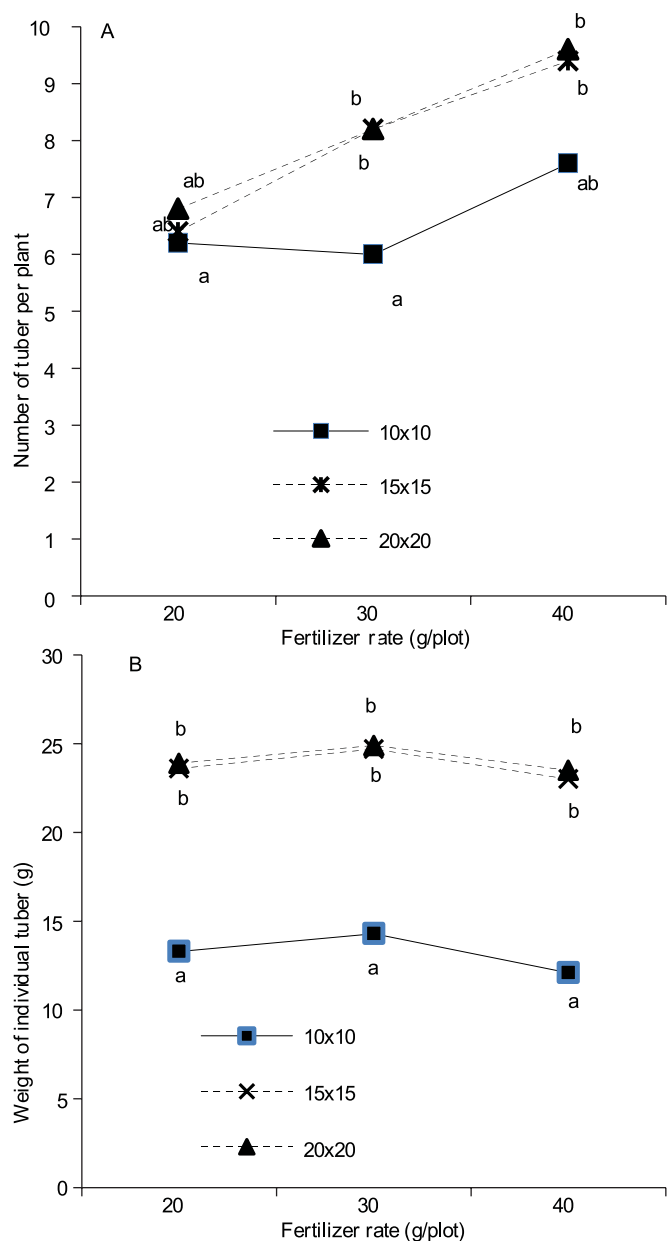 A
10
9
8
7
6
5
4
3
2
1
0
Number of tuber per plant
b
b
b
b
ab
ab
ab
a
a
10x10
15x15
20x20
20 30 40
Fertilizer rate (g/plot)
B
30
25
20
15
10
5
0
Weight of individual tuber (g)
b b b
b b b
a a a
10x10
15x15
20x20
20 30 40
Fertilizer rate (g/plot)